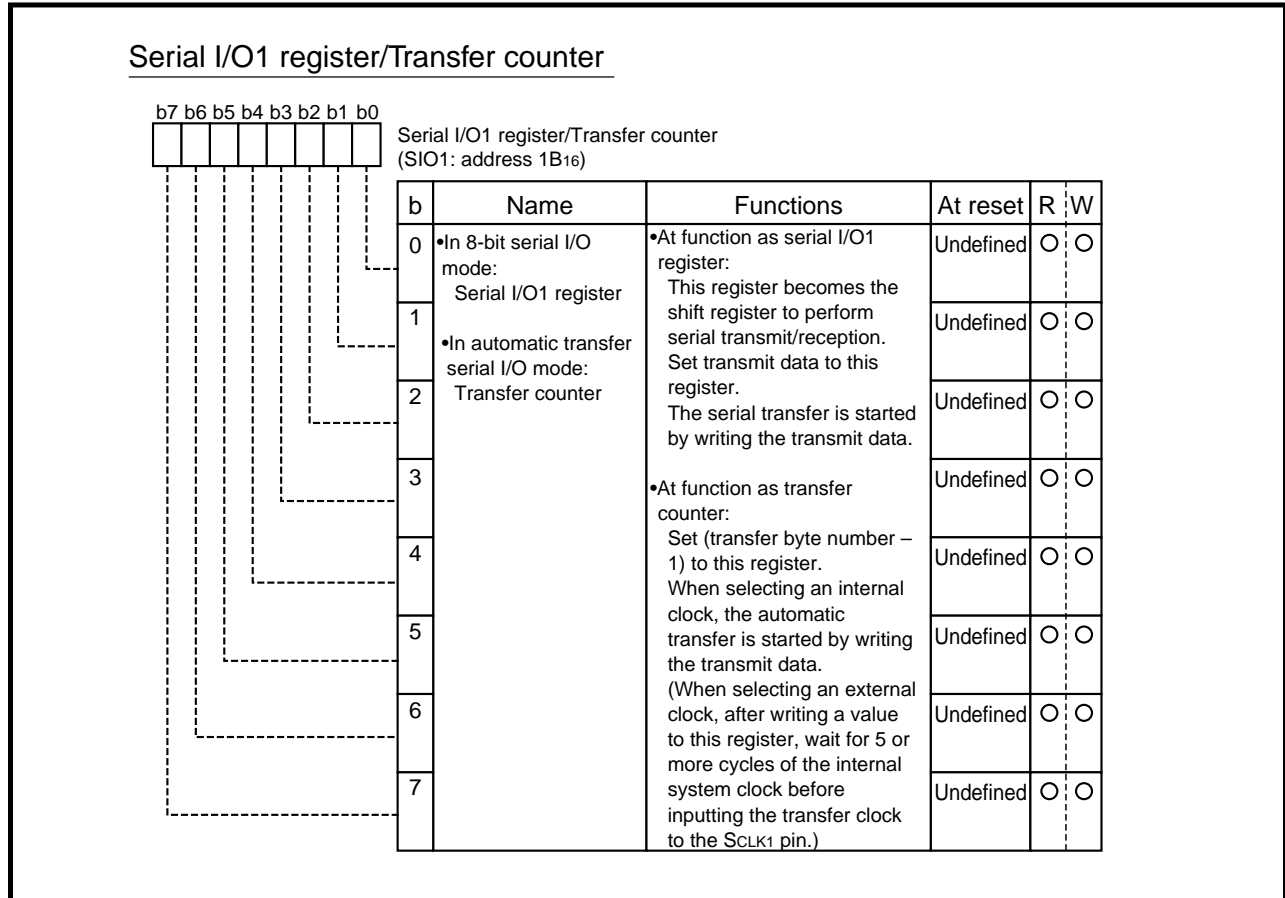 Serial I/O1 register/Transfer counter
b7 b6 b5 b4 b3 b2 b1 b0
Serial I/O1 register/Transfer counter
(SIO1: address 1B16)
b Name Functions At reset R W
0 •In 8-bit serial I/O mode: Serial I/O1 register
•In automatic transfer serial I/O mode: Transfer counter
•At function as serial I/O1
register:
This register becomes the
shift register to perform
serial transmit/reception.
Set transmit data to this
register.
The serial transfer is started
by writing the transmit data.
•At function as transfer
counter:
Set (transfer byte number –
1) to this register.
When selecting an internal
clock, the automatic
transfer is started by writing
the transmit data.
(When selecting an external
clock, after writing a value
to this register, wait for 5 or
more cycles of the internal
system clock before
inputting the transfer clock
to the SCLK1 pin.)
Undefined ○ ○
1 Undefined ○ ○
2 Undefined ○ ○
3 Undefined ○ ○
4 Undefined ○ ○
5 Undefined ○ ○
6 Undefined ○ ○
7 Undefined ○ ○